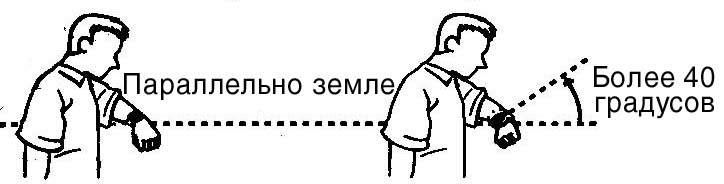 Параллельно земле
Более 40
градусов